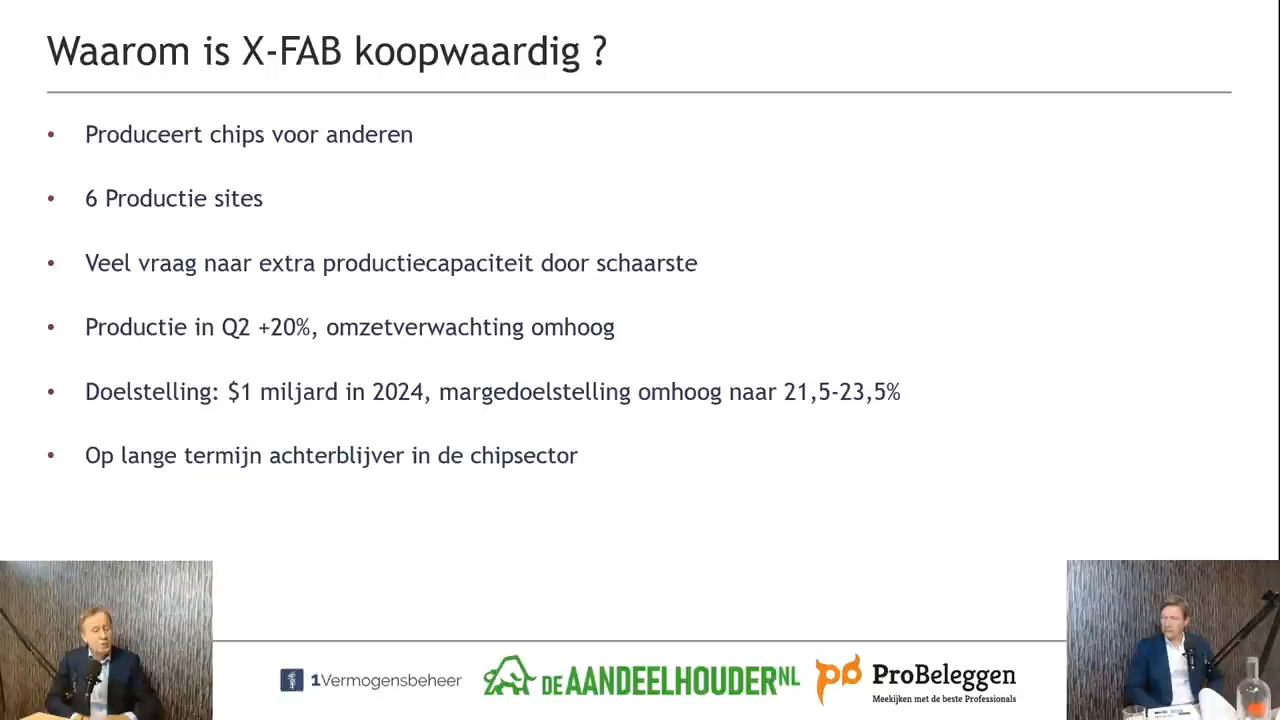 Waarom is X-FAB koopwaardig ?
• Produceert chips voor anderen
• 6 Productie sites
• Veel vraag naar extra productiecapaciteit door schaarste
• Productie in Q2 +20%, omzetverwachting omhoog
• Doelstelling: $1 miljard in 2024, margedoelstelling omhoog naar 21,5-23,5%
• Op lange termijn achterblijver in de chipsector
1Vermogensbeheer
DE AANDEELHOUDER NL
ProBeleggen
Meekijken met de beste Professionals